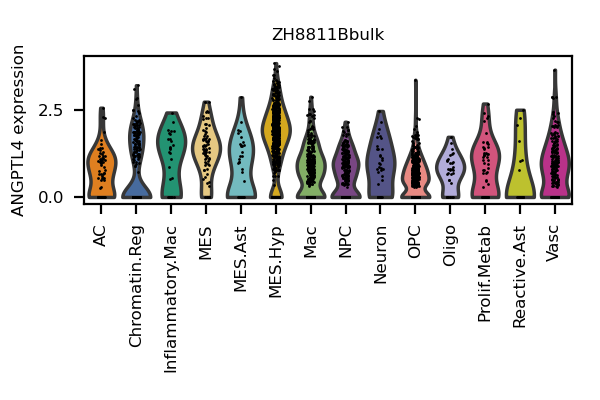 ZH8811Bbulk
ANGPTL4 expression
2.5
0.0
AC
Chromatin.Reg
Inflammatory.Mac
MES
MES.Ast
MES.Hyp
Mac
NPC
Neuron
OPC
Oligo
Prolif.Metab
Reactive.Ast
Vasc